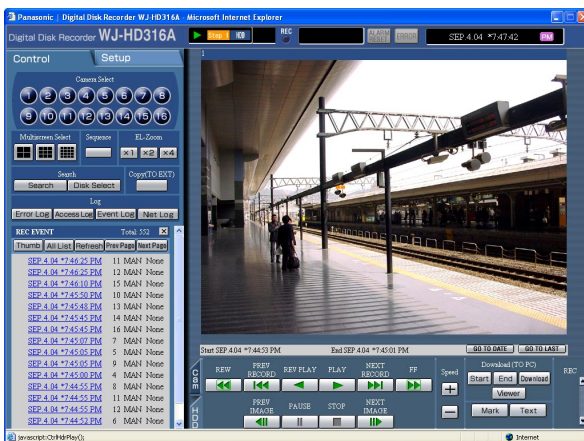 Panasonic | Digital Disk Recorder WJ-HD316A - Microsoft Internet Explorer
Digital Disk Recorder WJ-HD316A
Step 1 HDD
REC
ALARM RESET
ERROR
SEP.4.04 *7:47:42 PM
Control
Setup
Camera Select
1 2 3 4 5 6 7 8
9 10 11 12 13 14 15 16
Multiscreen Select
Sequence
EL-Zoom
×1 ×2 ×4
Search
Copy(TO EXT)
Search
Disk Select
Log
Error Log
Access Log
Event Log
Net Log
REC EVENT Total: 552
Thumb
All List
Refresh
Prev Page
Next Page
SEP.4.04 *7:46:25 PM 11 MAN None
SEP.4.04 *7:46:25 PM 12 MAN None
SEP.4.04 *7:46:10 PM 15 MAN None
SEP.4.04 *7:45:50 PM 10 MAN None
SEP.4.04 *7:45:48 PM 13 MAN None
SEP.4.04 *7:45:45 PM 14 MAN None
SEP.4.04 *7:45:45 PM 16 MAN None
SEP.4.04 *7:45:07 PM 7 MAN None
SEP.4.04 *7:45:05 PM 5 MAN None
SEP.4.04 *7:45:05 PM 9 MAN None
SEP.4.04 *7:45:00 PM 4 MAN None
SEP.4.04 *7:44:55 PM 8 MAN None
SEP.4.04 *7:44:55 PM 11 MAN None
SEP.4.04 *7:44:55 PM 12 MAN None
SEP.4.04 *7:44:52 PM 6 MAN None
1
Start SEP.4.04 *7:44:53 PM
End SEP.4.04 *7:45:01 PM
GO TO DATE
GO TO LAST
Cam
HDD
REW
PREV RECORD
REV PLAY
PLAY
NEXT RECORD
FF
PREV IMAGE
PAUSE
STOP
NEXT IMAGE
Speed
Download (TO PC)
Start
End
Download
Viewer
Mark
Text
REC
javascript:CtrlHdrPlay();
Internet